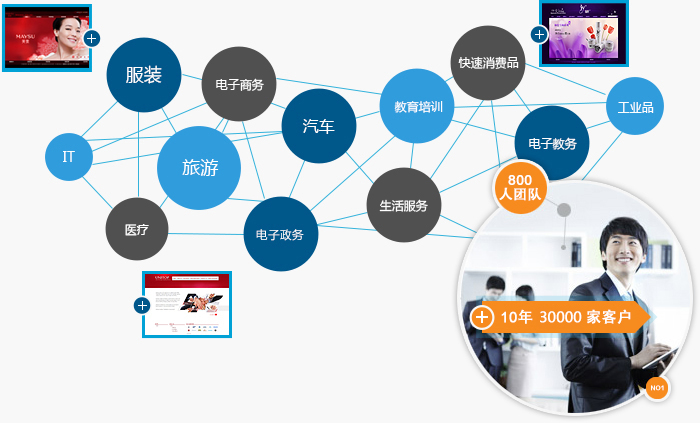 MAYSU
服装
电子商务
快速消费品
教育培训
工业品
汽车
电子教务
IT
旅游
800
人团队
生活服务
医疗
电子政务
10年 30000 家客户
NO1